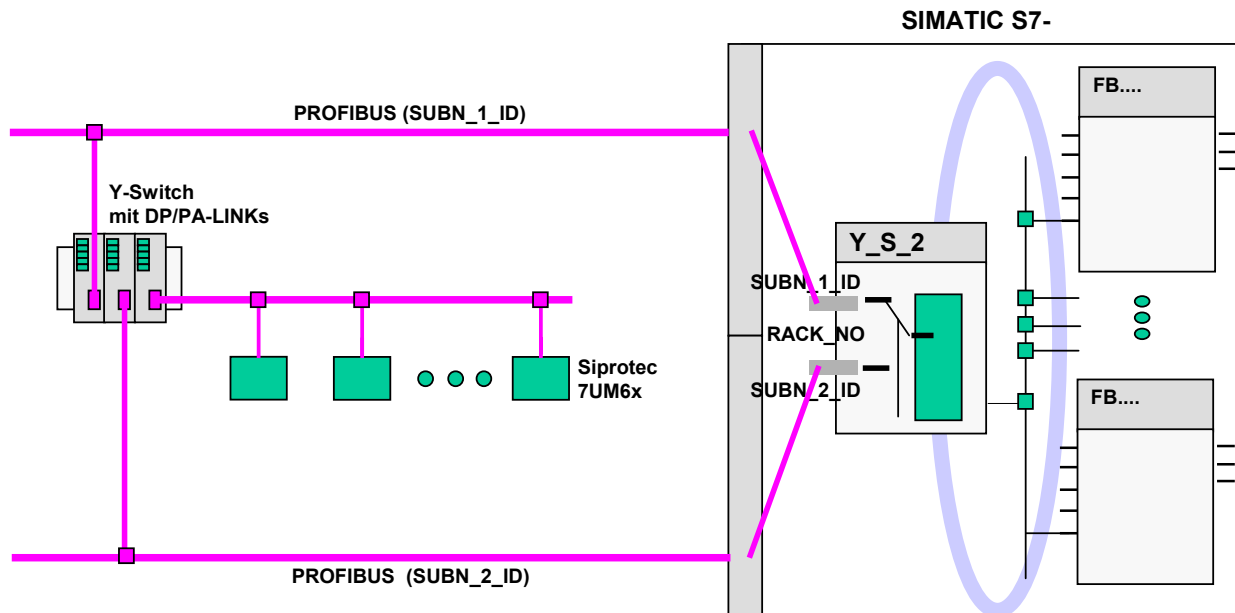 SIMATIC S7-
PROFIBUS (SUBN_1_ID)
FB....
Y-Switch
mit DP/PA-LINKs
Y_S_2
SUBN_1_ID
RACK_NO
SUBN_2_ID
Siprotec
7UM6x
FB....
PROFIBUS (SUBN_2_ID)